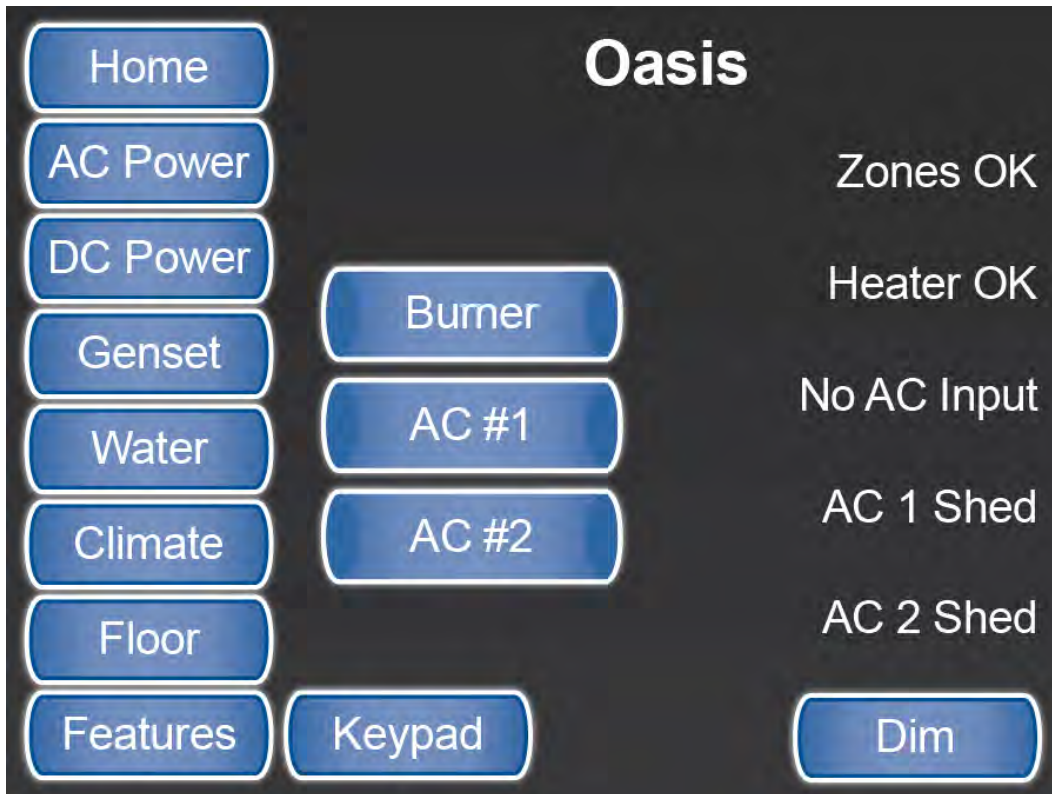 Oasis
Home
AC Power
DC Power
Genset
Water
Climate
Floor
Features
Burner
AC #1
AC #2
Keypad
Zones OK
Heater OK
No AC Input
AC 1 Shed
AC 2 Shed
Dim